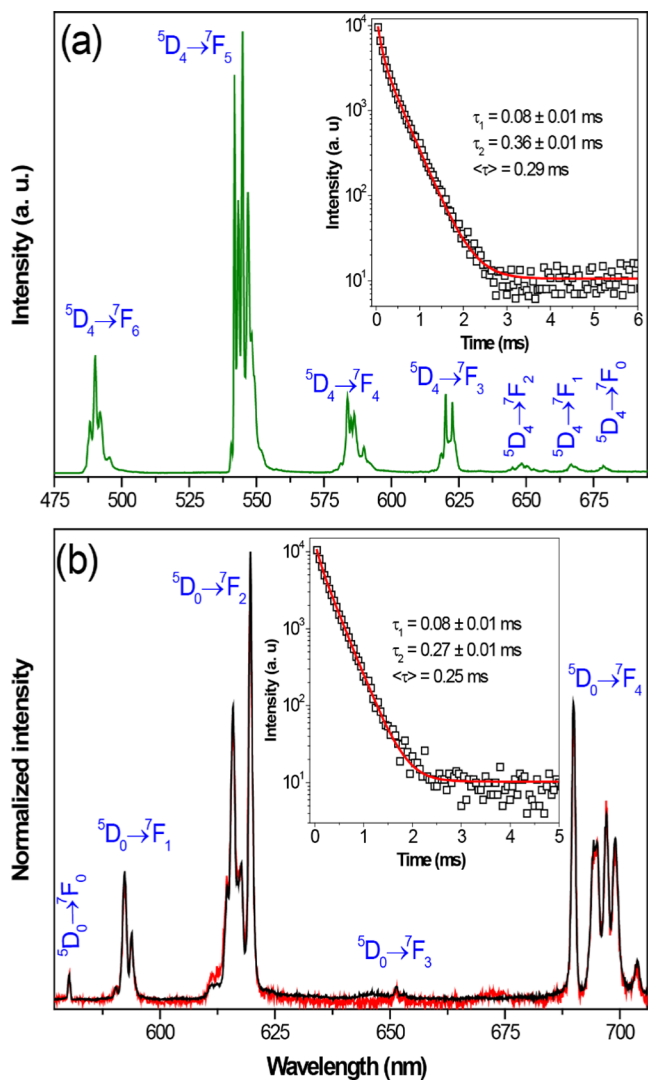 (a)
⁵D₄→⁷F₅
⁵D₄→⁷F₆
⁵D₄→⁷F₄
⁵D₄→⁷F₃
⁵D₄→⁷F₂
⁵D₄→⁷F₁
⁵D₄→⁷F₀
Intensity (a. u.)
475 500 525 550 575 600 625 650 675
10⁴
10³
10²
10¹
Intensity (a. u)
τ₁ = 0.08 ± 0.01 ms
τ₂ = 0.36 ± 0.01 ms
<τ> = 0.29 ms
0 1 2 3 4 5 6
Time (ms)
(b)
⁵D₀→⁷F₂
⁵D₀→⁷F₁
⁵D₀→⁷F₀
⁵D₀→⁷F₃
⁵D₀→⁷F₄
Normalized intensity
10⁴
10³
10²
10¹
Intensity (a. u)
τ₁ = 0.08 ± 0.01 ms
τ₂ = 0.27 ± 0.01 ms
<τ> = 0.25 ms
0 1 2 3 4 5
Time (ms)
600 625 650 675 700
Wavelength (nm)